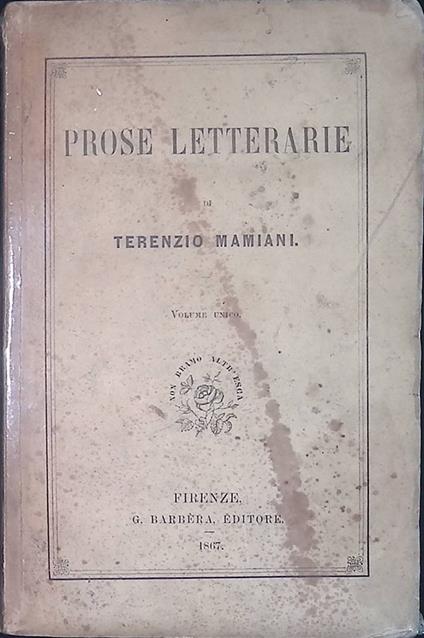 PROSE LETTERARIE
DI
TERENZIO MAMIANI.
VOLUME UNICO.
NON BRAMO ALTR'ESCA
FIRENZE,
G. BARBÈRA, EDITORE.
1867.